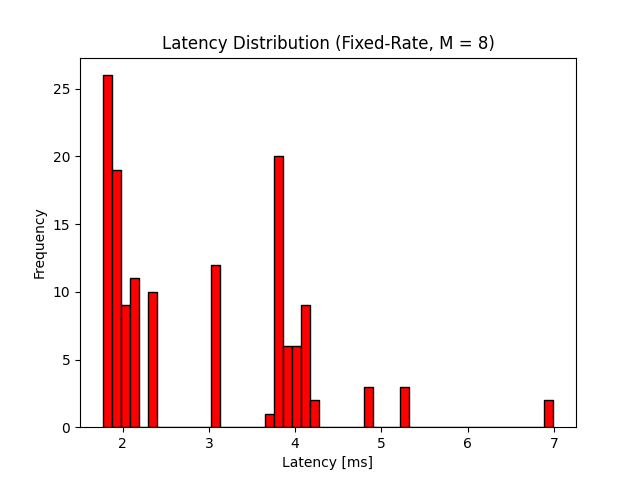 Latency Distribution (Fixed-Rate, M = 8)
25
20
15
10
5
0
Frequency
2 3 4 5 6 7
Latency [ms]